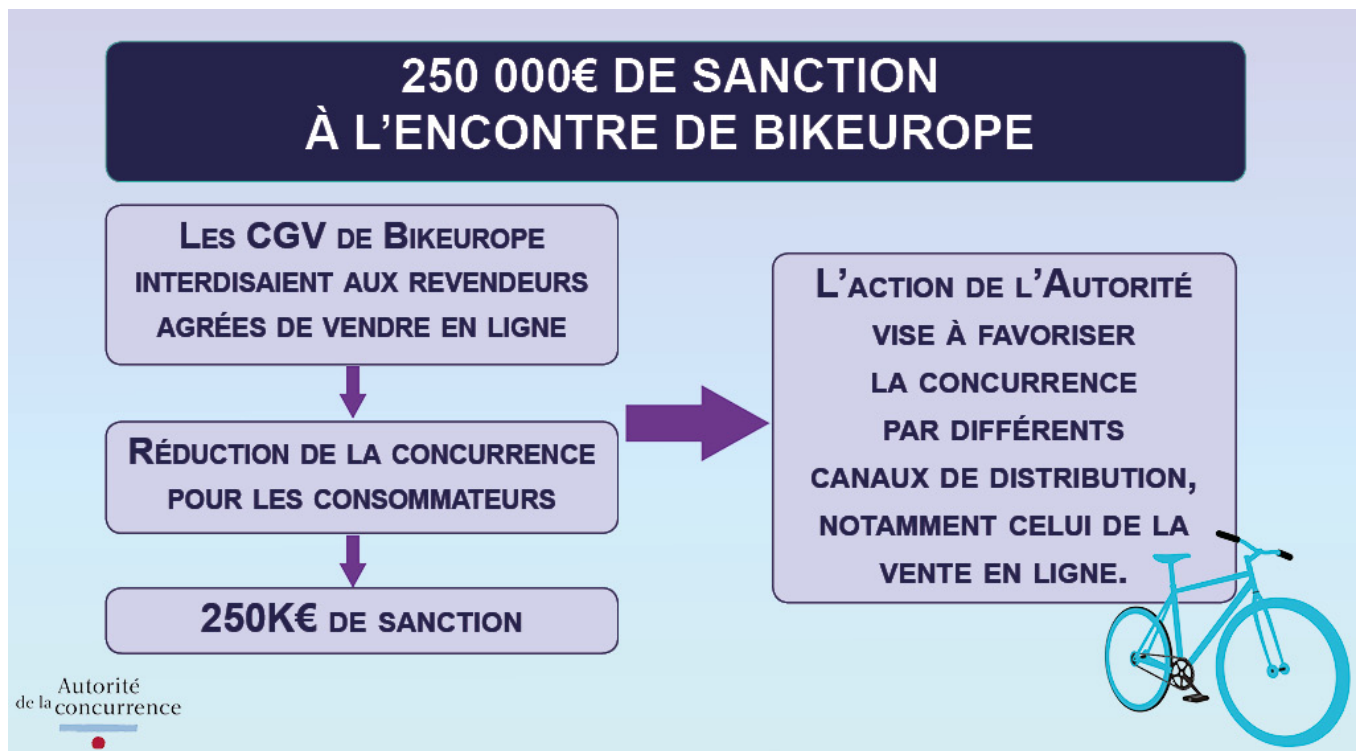 250 000€ DE SANCTION
À L'ENCONTRE DE BIKEUROPE
LES CGV DE BIKEUROPE
INTERDISAIENT AUX REVENDEURS
AGRÉES DE VENDRE EN LIGNE
RÉDUCTION DE LA CONCURRENCE
POUR LES CONSOMMATEURS
250K€ DE SANCTION
L'ACTION DE L'AUTORITÉ
VISE À FAVORISER
LA CONCURRENCE
PAR DIFFÉRENTS
CANAUX DE DISTRIBUTION,
NOTAMMENT CELUI DE LA
VENTE EN LIGNE.
Autorité
de la concurrence